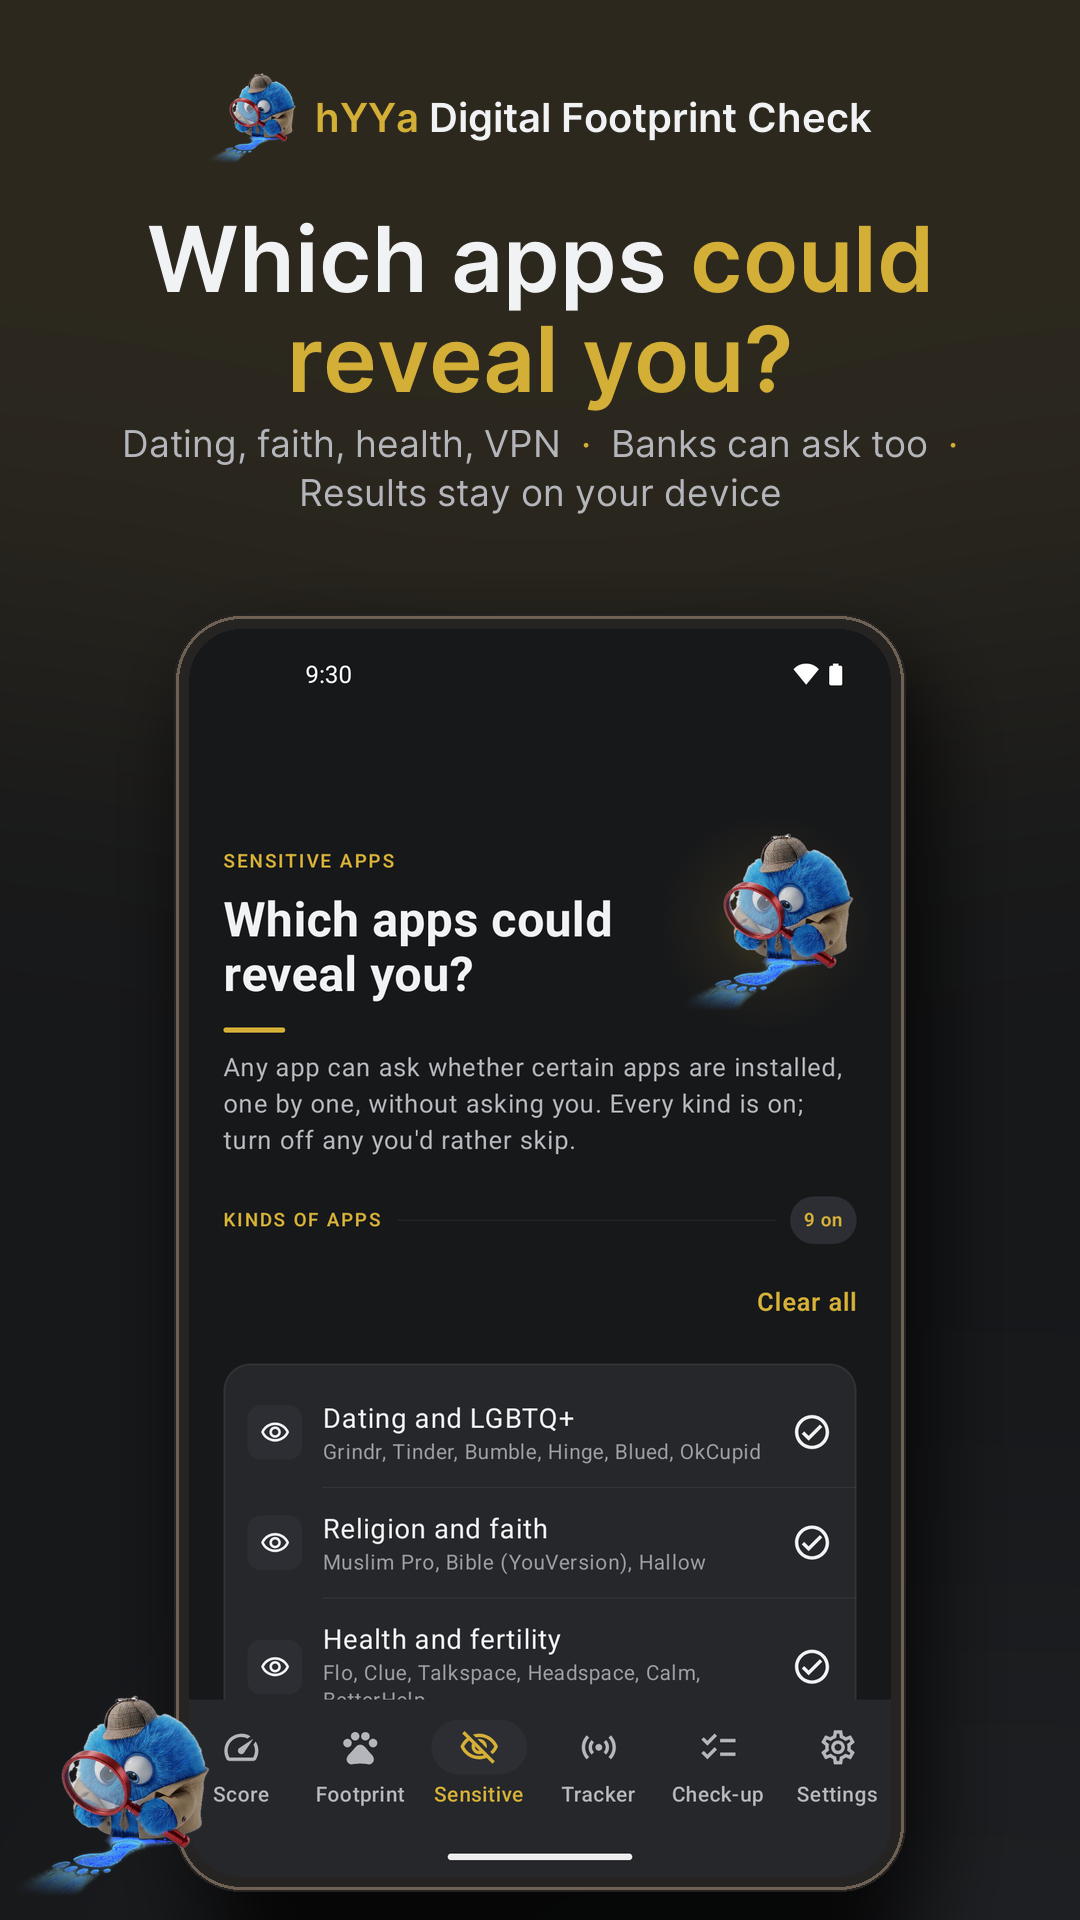 hYYa Digital Footprint Check
Which apps could
reveal you?
Dating, faith, health, VPN · Banks can ask too ·
Results stay on your device
9:30
SENSITIVE APPS
Which apps could
reveal you?
Any app can ask whether certain apps are installed,
one by one, without asking you. Every kind is on;
turn off any you'd rather skip.
KINDS OF APPS
9 on
Clear all
Dating and LGBTQ+
Grindr, Tinder, Bumble, Hinge, Blued, OkCupid
Religion and faith
Muslim Pro, Bible (YouVersion), Hallow
Health and fertility
Flo, Clue, Talkspace, Headspace, Calm,
BetterHelp
Score
Footprint
Sensitive
Tracker
Check-up
Settings